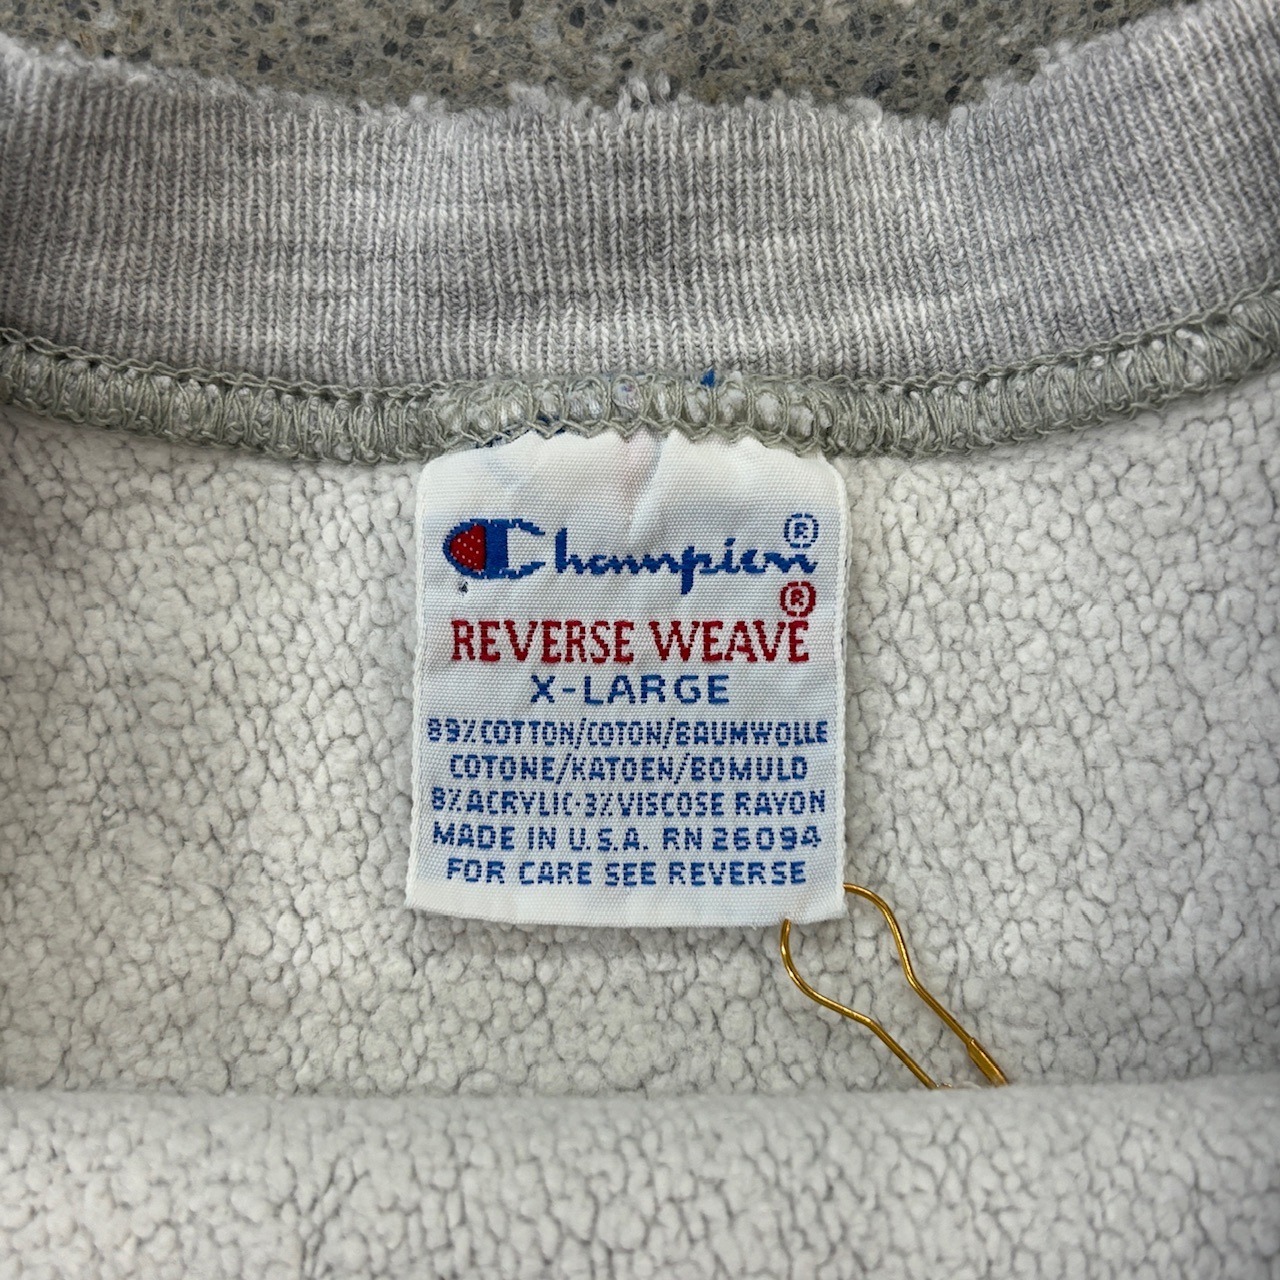 Champion®
REVERSE WEAVE®
X-LARGE
89% COTTON/COTON/BAUMWOLLE
COTONE/KATOEN/BOMULD
8% ACRYLIC·3% VISCOSE RAYON
MADE IN U.S.A. RN 26094
FOR CARE SEE REVERSE